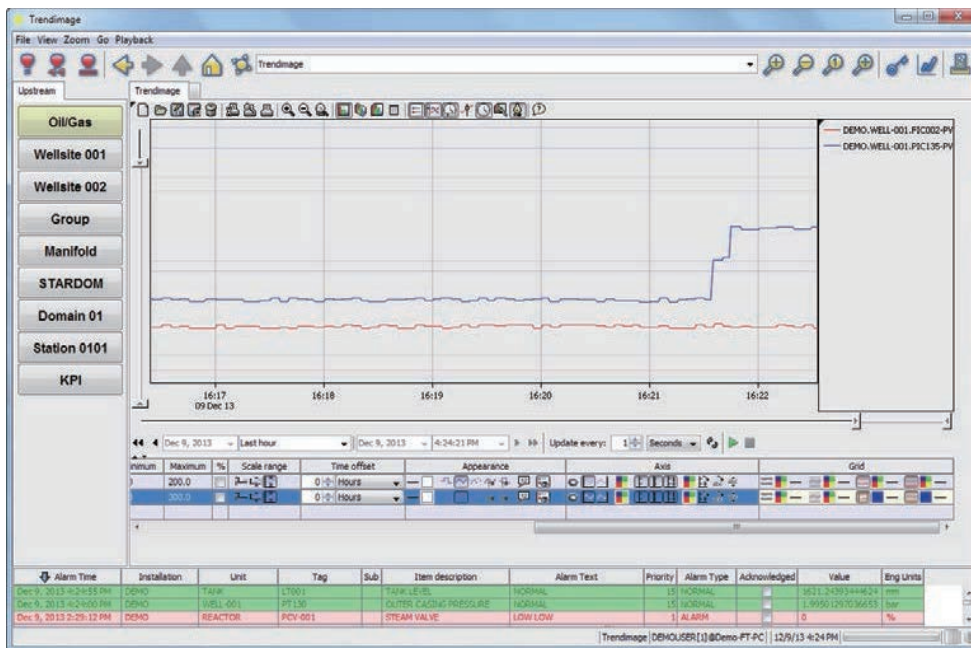 Trendimage
File View Zoom Go Playback
Trendimage
Upstream
Trendimage
Oil/Gas
Wellsite 001
Wellsite 002
Group
Manifold
STARDOM
Domain 01
Station 0101
KPI
DEMO.WELL-001.FIC002-PV
DEMO.WELL-001.PIC135-PV
16:17 16:18 16:19 16:20 16:21 16:22
09 Dec 13
Dec 9, 2013 Last hour Dec 9, 2013 4:24:21 PM Update every: 1 Seconds
Maximum % Scale range Time offset Appearance Axis Grid
200.0 0 Hours
300.0 0 Hours
Alarm Time Installation Unit Tag Sub Item description Alarm Text Priority Alarm Type Acknowledged Value Eng Units
Dec 9, 2013 4:24:55 PM DEMO TANK LT001 TANK LEVEL NORMAL 15 NORMAL mm
Dec 9, 2013 4:24:00 PM DEMO WELL-001 PT130 OUTER CASING PRESSURE NORMAL 15 NORMAL bar
Dec 9, 2013 2:29:12 PM DEMO REACTOR PCV-001 STEAM VALVE LOW LOW 1 ALARM 0 %
Trendimage DEMOUSER[1]@Demo-FT-PC 12/9/13 4:24 PM